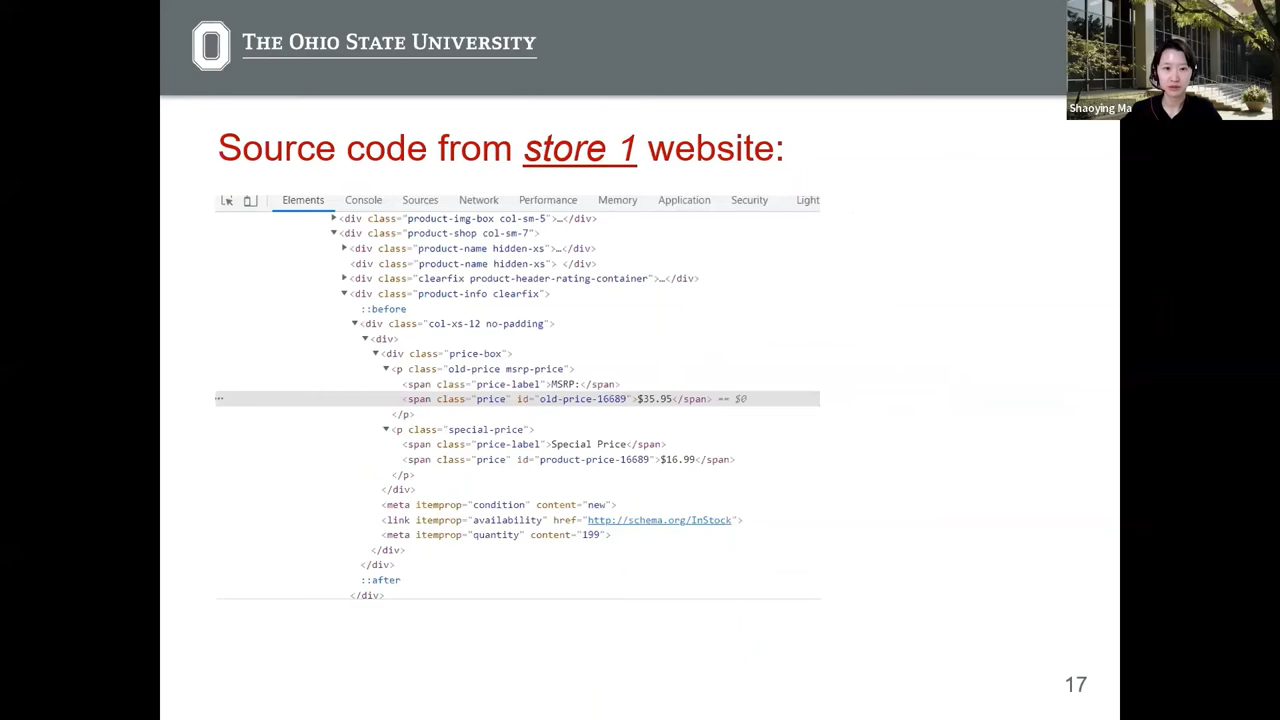 THE OHIO STATE UNIVERSITY
Shaoying Ma
Source code from store 1 website:
Elements Console Sources Network Performance Memory Application Security Light
<div class="product-img-box col-sm-5">…</div>
<div class="product-shop col-sm-7">
<div class="product-name hidden-xs">…</div>
<div class="product-name hidden-xs"> </div>
<div class="clearfix product-header-rating-container">…</div>
<div class="product-info clearfix">
::before
<div class="col-xs-12 no-padding">
<div>
<div class="price-box">
<p class="old-price msrp-price">
<span class="price-label">MSRP:</span>
… <span class="price" id="old-price-16689">$35.95</span> == $0
</p>
<p class="special-price">
<span class="price-label">Special Price</span>
<span class="price" id="product-price-16689">$16.99</span>
</p>
</div>
<meta itemprop="condition" content="new">
<link itemprop="availability" href="http://schema.org/InStock">
<meta itemprop="quantity" content="199">
</div>
</div>
::after
</div>
17